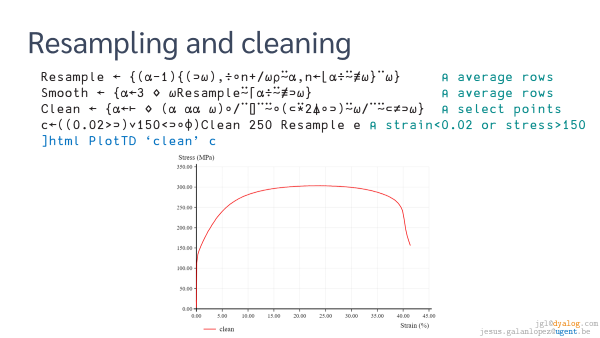 Resampling and cleaning
Resample ← {(⍺-1){(⊃⍵),÷∘n+/⍵⍴⍨⍺,n←⌊⍺÷⍨≢⍵}¨⍵} ⍝ average rows
Smooth ← {⍺←3 ⋄ ⍵Resample⍨⌈⍺÷⍨≢⊃⍵} ⍝ average rows
Clean ← {⍺←⊢ ⋄ (⍺ ⍺⍺ ⍵)∘/¨⌷¨⍨∘(⊂⍤2⍉∘⊃)⍨⍵/¨⍨⊂≠⊃⍵} ⍝ select points
c←((0.02>⊃)∨150<⊃∘⌽)Clean 250 Resample e ⍝ strain<0.02 or stress>150
]html PlotTD ‘clean’ c
Stress (MPa)
350.00
300.00
250.00
200.00
150.00
100.00
50.00
0.00
0.00 5.00 10.00 15.00 20.00 25.00 30.00 35.00 40.00 45.00
Strain (%)
clean
jgl@dyalog.com
jesus.galanlopez@ugent.be